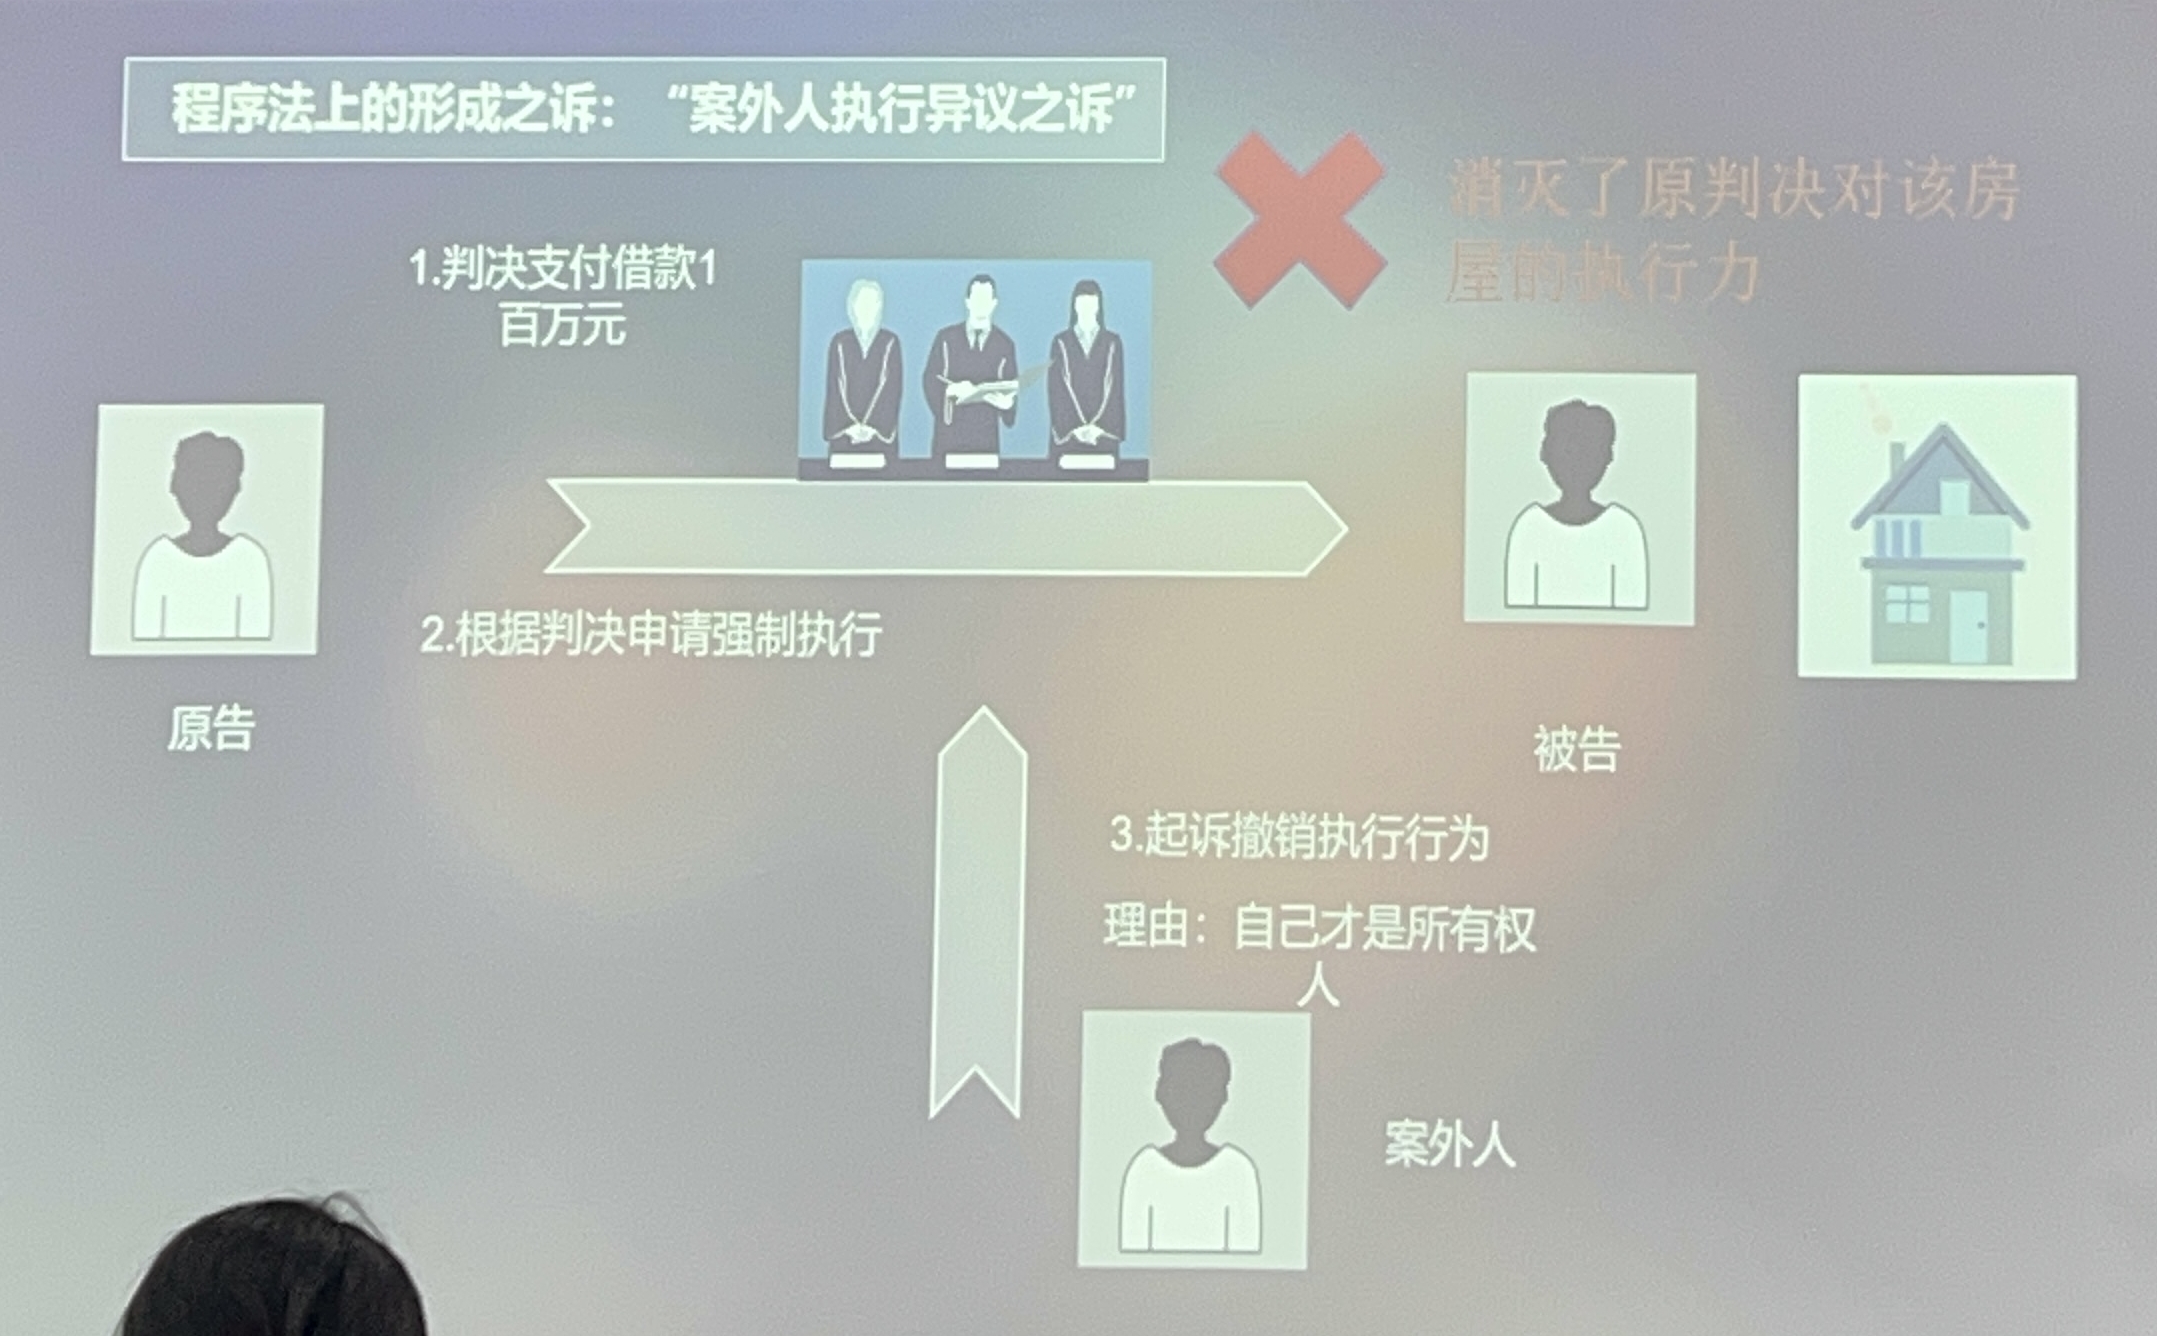 程序法上的形成之诉：“案外人执行异议之诉”
消灭了原判决对该房
屋的执行力
1.判决支付借款1
百万元
2.根据判决申请强制执行
原告
被告
3.起诉撤销执行行为
理由：自己才是所有权
人
案外人